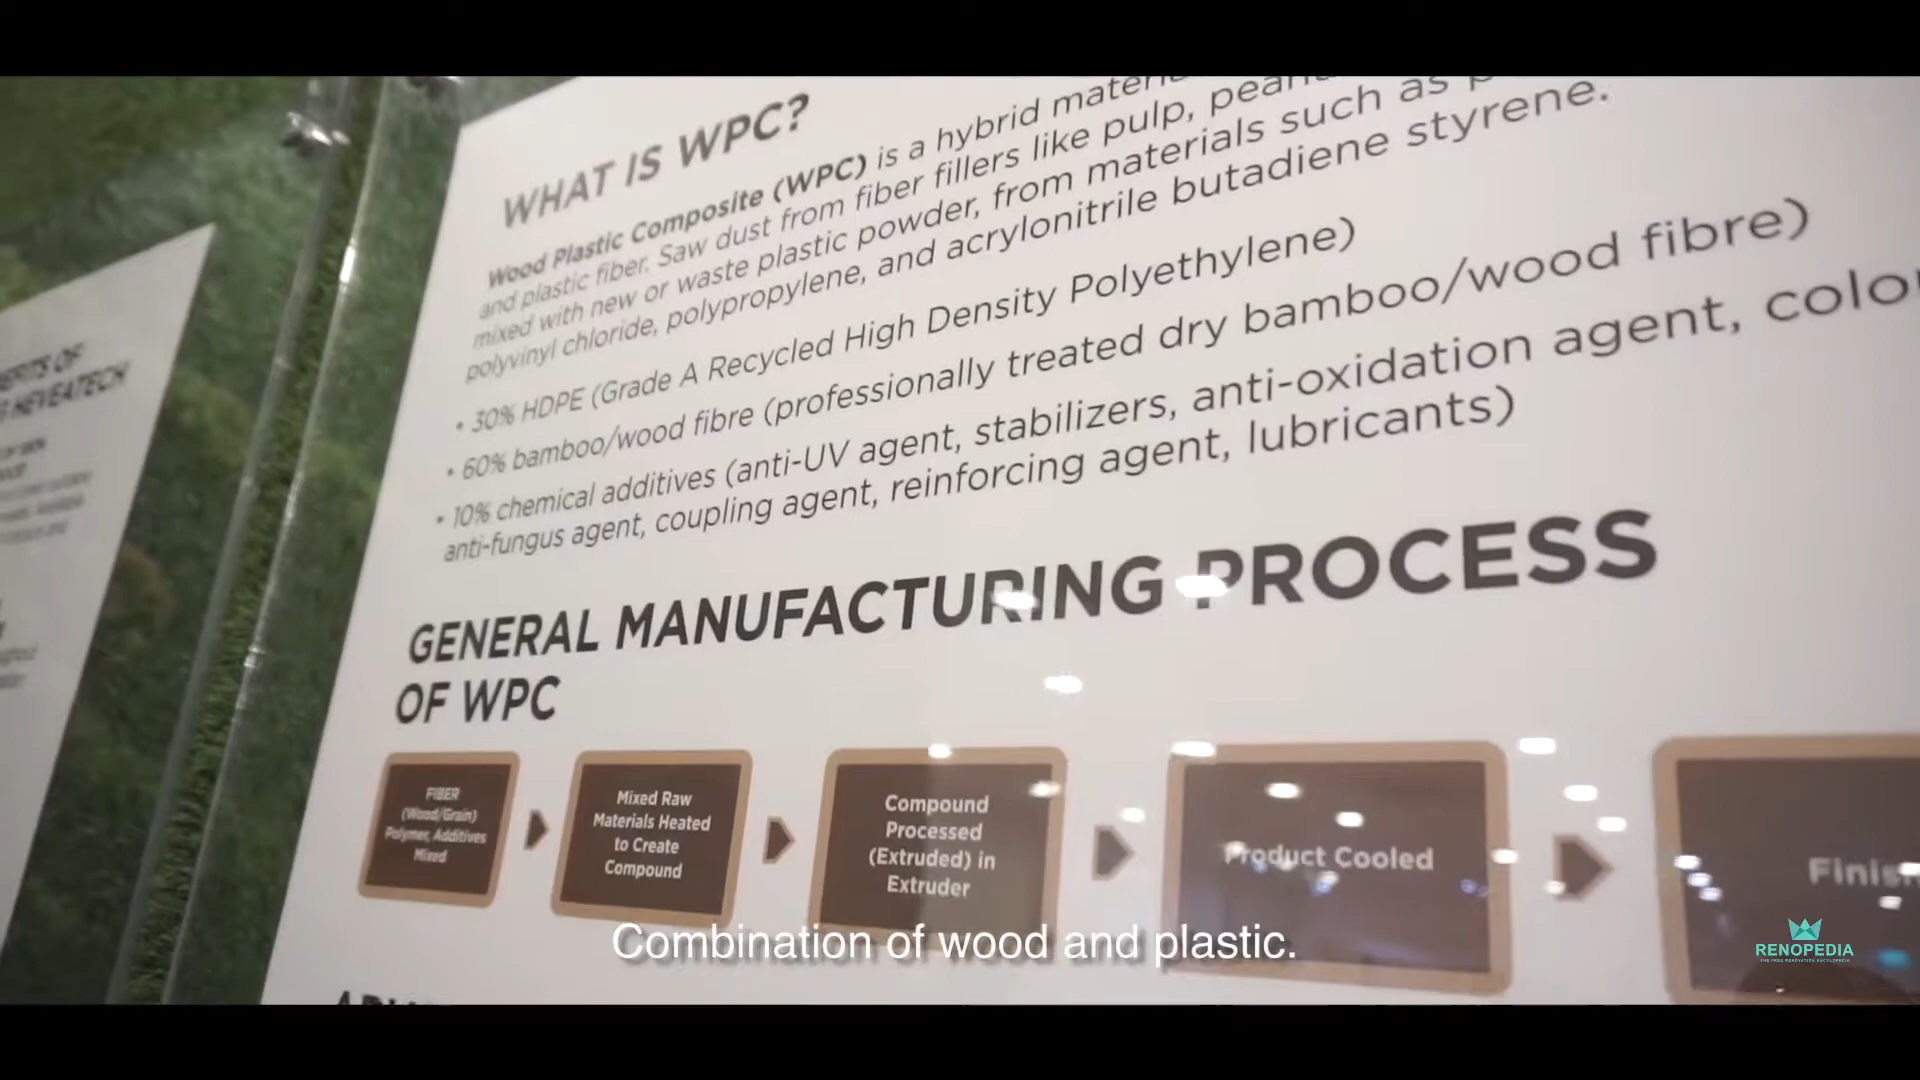 WHAT IS WPC?
Wood Plastic Composite (WPC) is a hybrid
and plastic fiber. Saw dust from fiber fillers like pulp,
mixed with new or waste plastic powder, from materials such as
polyvinyl chloride, polypropylene, and acrylonitrile butadiene styrene.
• 30% HDPE (Grade A Recycled High Density Polyethylene)
• 60% bamboo/wood fibre (professionally treated dry bamboo/wood fibre)
• 10% chemical additives (anti-UV agent, stabilizers, anti-oxidation agent,
anti-fungus agent, coupling agent, reinforcing agent, lubricants)
GENERAL MANUFACTURING PROCESS
OF WPC
FIBER
(Wood/Grain)
Polymer, Additives
Mixed
Mixed Raw
Materials Heated
to Create
Compound
Compound
Processed
(Extruded) in
Extruder
Product Cooled
HEVEATECH
Combination of wood and plastic.
RENOPEDIA
THE FREE RENOVATION ENCYCLOPEDIA